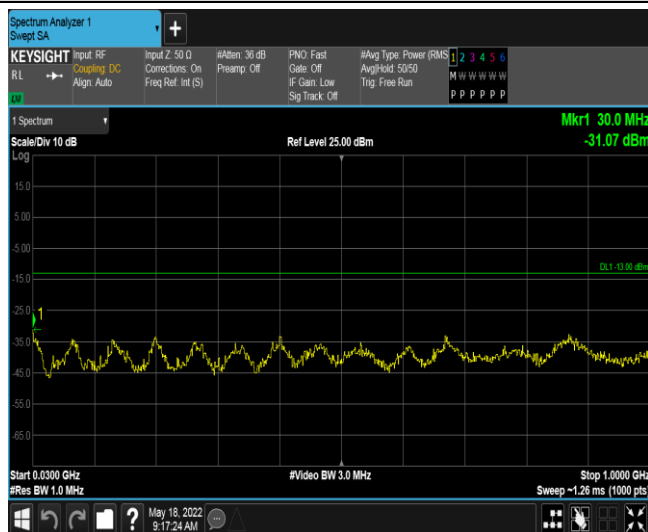 Spectrum Analyzer 1
Swept SA
KEYSIGHT
RL
LXI
Input: RF
Coupling: DC
Align: Auto
Input Z: 50 Ω
Corrections: On
Freq Ref: Int (S)
#Atten: 36 dB
Preamp: Off
PNO: Fast
Gate: Off
IF Gain: Low
Sig Track: Off
#Avg Type: Power (RMS
Avg|Hold: 50/50
Trig: Free Run
1 2 3 4 5 6
M W W W W W
P P P P P P
1 Spectrum
Mkr1 30.0 MHz
Scale/Div 10 dB
Ref Level 25.00 dBm
-31.07 dBm
Log
15.0
5.00
-5.00
DL1 -13.00 dBm
-15.0
-25.0
1
-35.0
-45.0
-55.0
-65.0
Start 0.0300 GHz
#Video BW 3.0 MHz
Stop 1.0000 GHz
#Res BW 1.0 MHz
Sweep ~1.26 ms (1000 pts)
?
May 18, 2022
9:17:24 AM